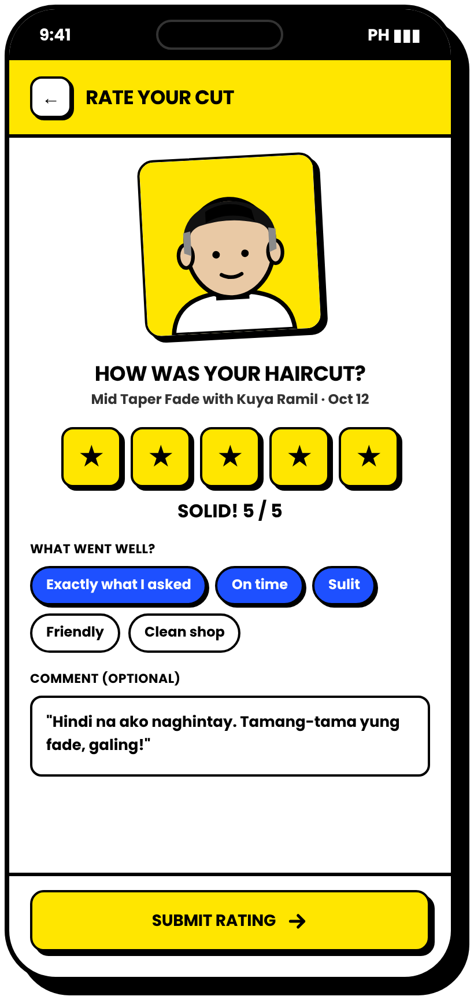 9:41
PH
←
RATE YOUR CUT
HOW WAS YOUR HAIRCUT?
Mid Taper Fade with Kuya Ramil · Oct 12
★ ★ ★ ★ ★
SOLID! 5 / 5
WHAT WENT WELL?
Exactly what I asked
On time
Sulit
Friendly
Clean shop
COMMENT (OPTIONAL)
"Hindi na ako naghintay. Tamang-tama yung
fade, galing!"
SUBMIT RATING →